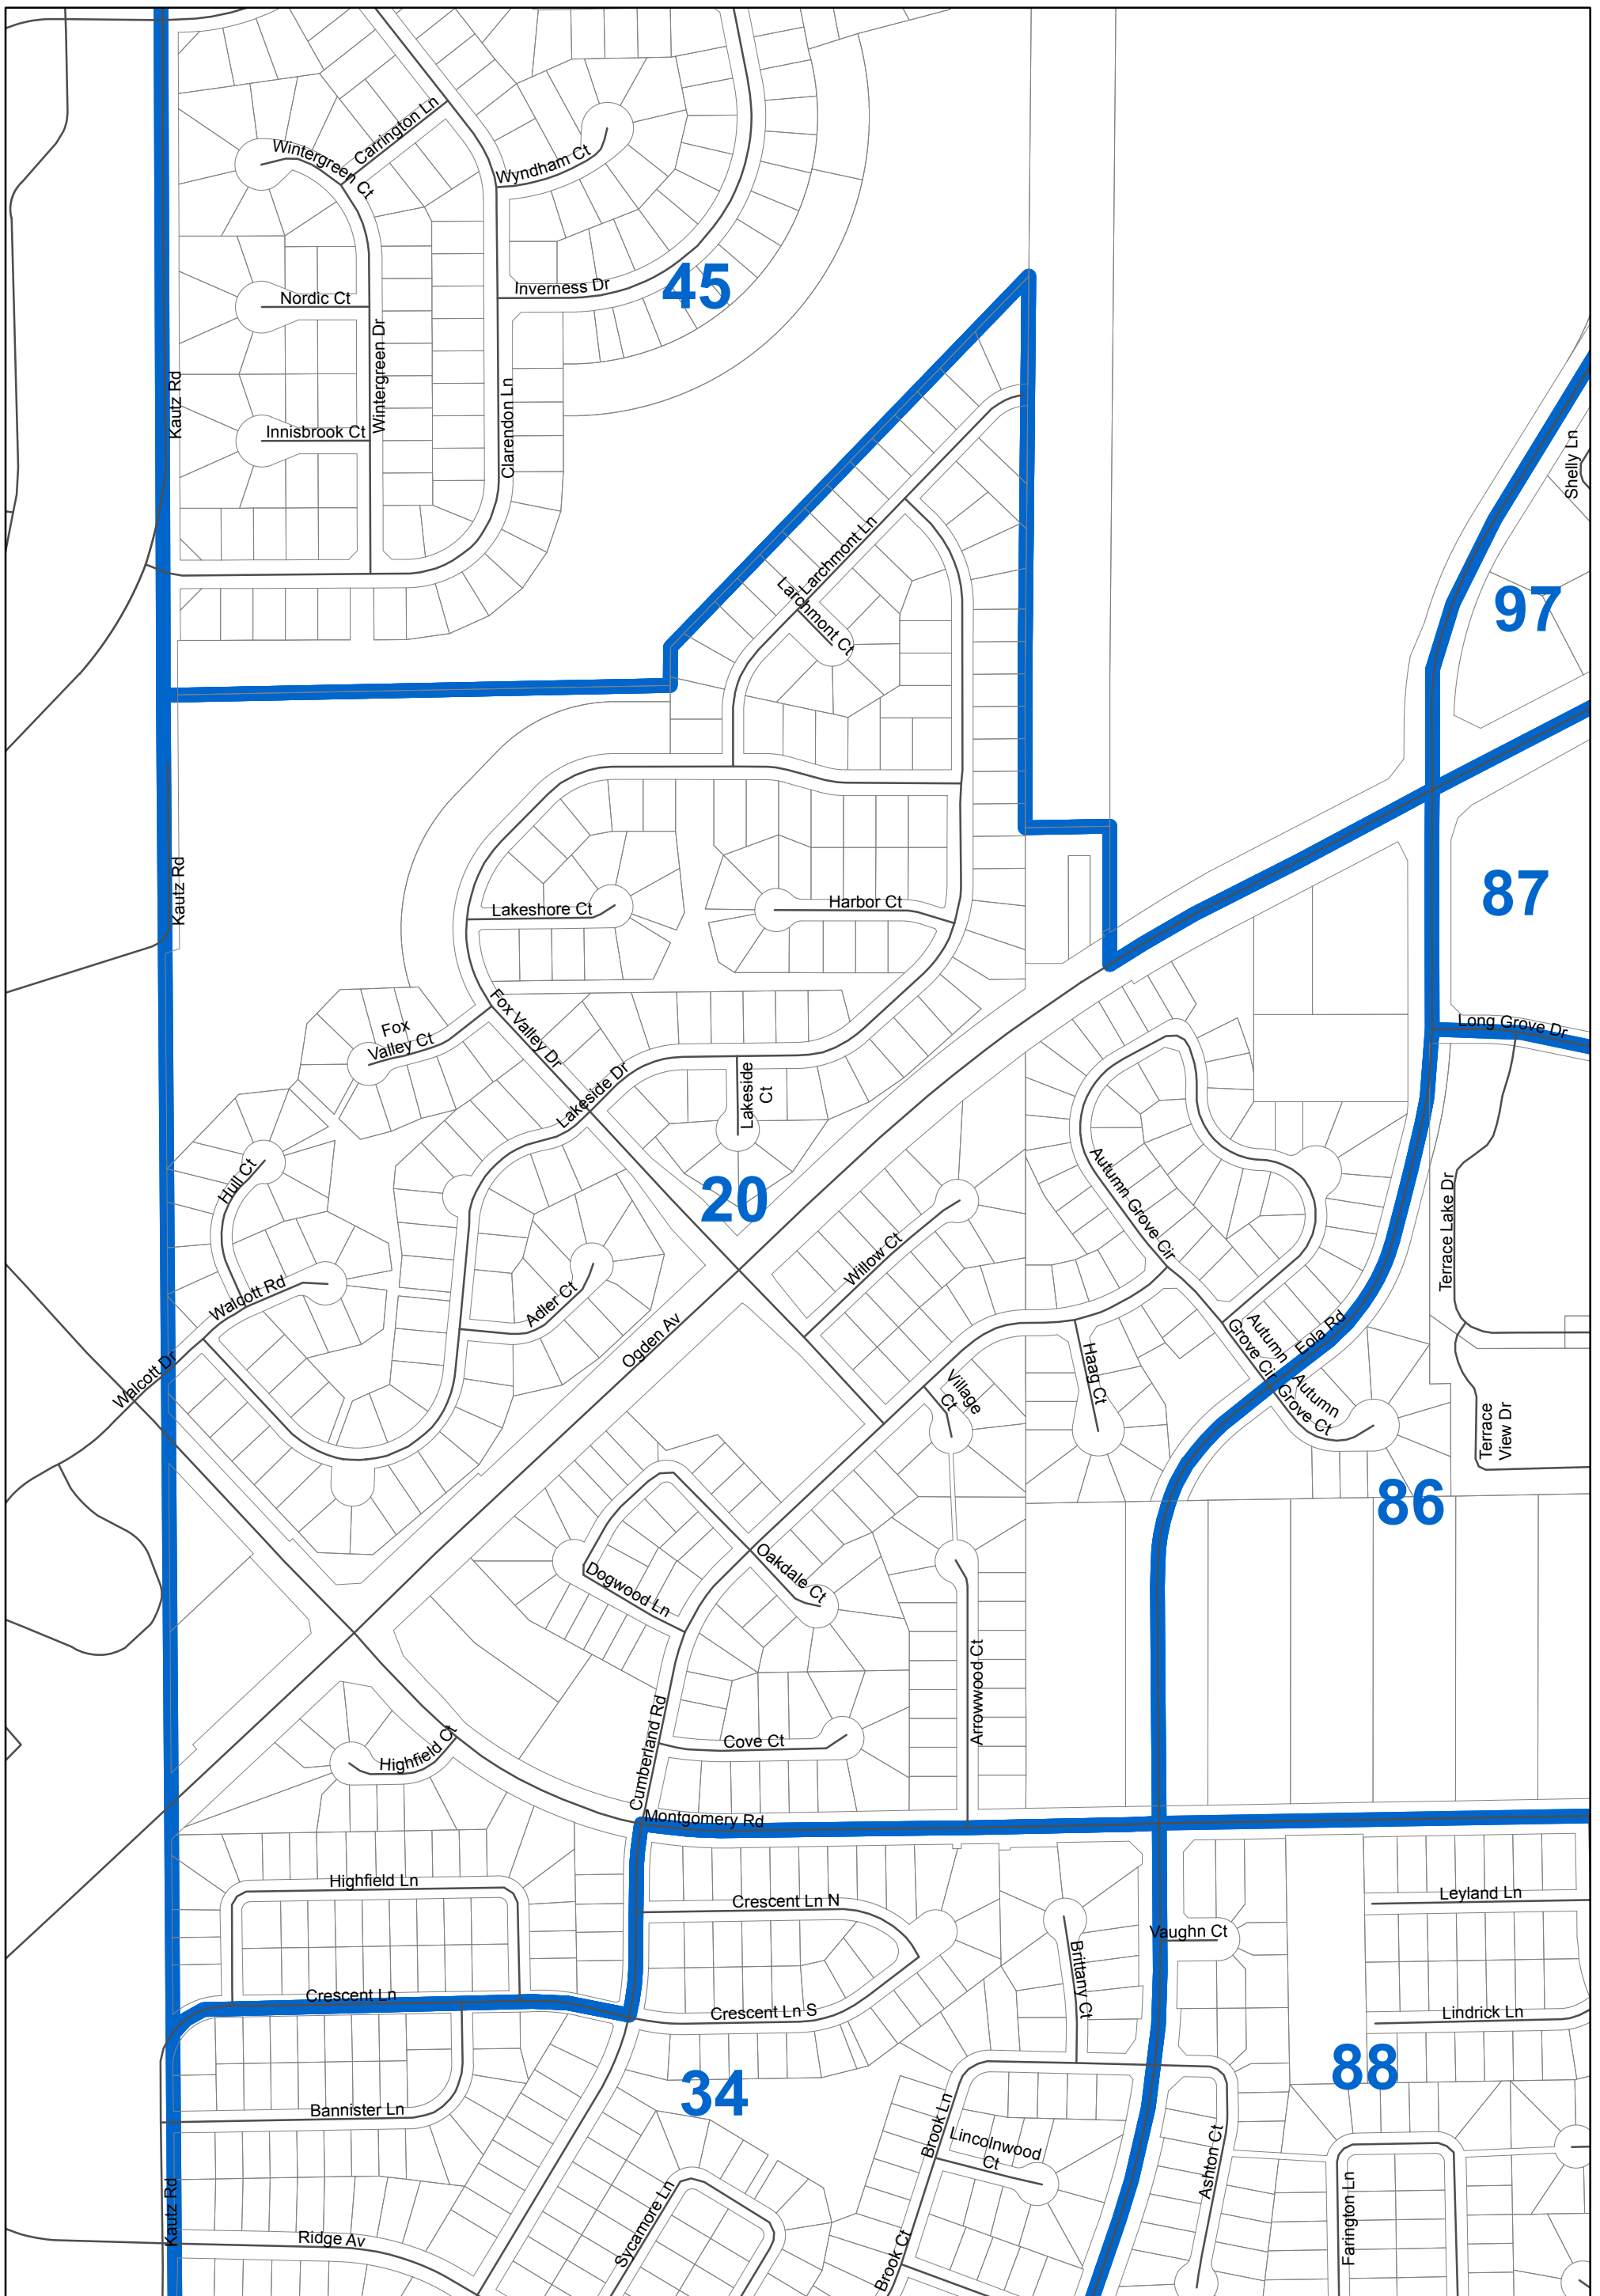 Carrington Ln
Wintergreen Ct
Wyndham Ct
45
Inverness Dr
Nordic Ct
Wintergreen Dr
Kautz Rd
Innisbrook Ct
Clarendon Ln
Shelly Ln
Larchmont Ln
Larchmont Ct
97
Kautz Rd
Lakeshore Ct
Harbor Ct
87
Fox
Valley Ct
Fox Valley Dr
Long Grove Dr
Lakeside Dr
Lakeside
Ct
Hull Ct
20
Autumn Grove Cir
Terrace Lake Dr
Willow Ct
Walcott Rd
Adler Ct
Ogden Av
Walcott Dr
Autumn
Grove Cir
Eola Rd
Haag Ct
Village
Ct
Autumn
Grove Ct
Terrace
View Dr
86
Oakdale Ct
Dogwood Ln
Arrowwood Ct
Cumberland Rd
Cove Ct
Highfield Ct
Montgomery Rd
Highfield Ln
Crescent Ln N
Leyland Ln
Vaughn Ct
Brittany Ct
Crescent Ln
Crescent Ln S
Lindrick Ln
34
88
Bannister Ln
Brook Ln
Lincolnwood
Ct
Ashton Ct
Kautz Rd
Ridge Av
Sycamore Ln
Brook Ct
Farington Ln